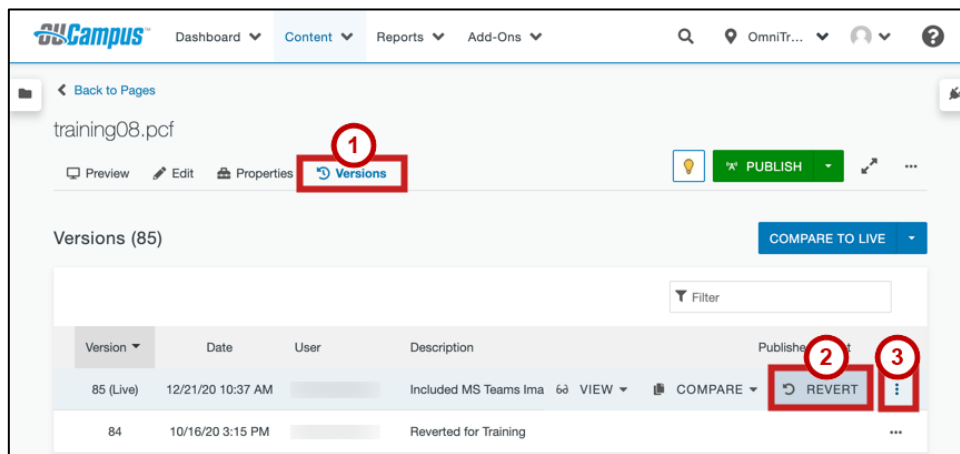 OUCampus™ Dashboard Content Reports Add-Ons OmniTr...
Back to Pages
training08.pcf
1
Preview Edit Properties Versions PUBLISH ...
Versions (85) COMPARE TO LIVE
Filter
Version Date User Description Publishe t
2 3
85 (Live) 12/21/20 10:37 AM Included MS Teams Ima VIEW COMPARE REVERT
84 10/16/20 3:15 PM Reverted for Training ...